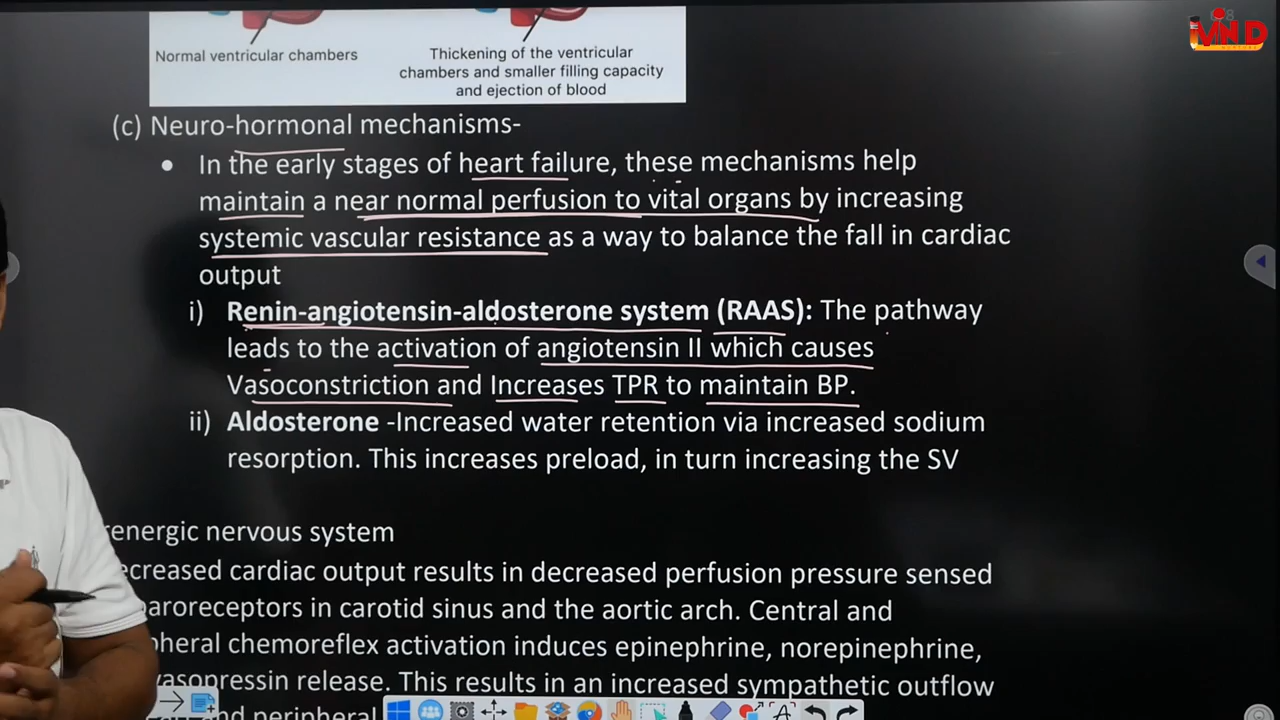 MND
Normal ventricular chambers
Thickening of the ventricular
chambers and smaller filling capacity
and ejection of blood
(c) Neuro-hormonal mechanisms-
• In the early stages of heart failure, these mechanisms help
maintain a near normal perfusion to vital organs by increasing
systemic vascular resistance as a way to balance the fall in cardiac
output
i) Renin-angiotensin-aldosterone system (RAAS): The pathway
leads to the activation of angiotensin II which causes
Vasoconstriction and Increases TPR to maintain BP.
ii) Aldosterone -Increased water retention via increased sodium
resorption. This increases preload, in turn increasing the SV
renergic nervous system
ecreased cardiac output results in decreased perfusion pressure sensed
aroreceptors in carotid sinus and the aortic arch. Central and
pheral chemoreflex activation induces epinephrine, norepinephrine,
vasopressin release. This results in an increased sympathetic outflow
and peripheral